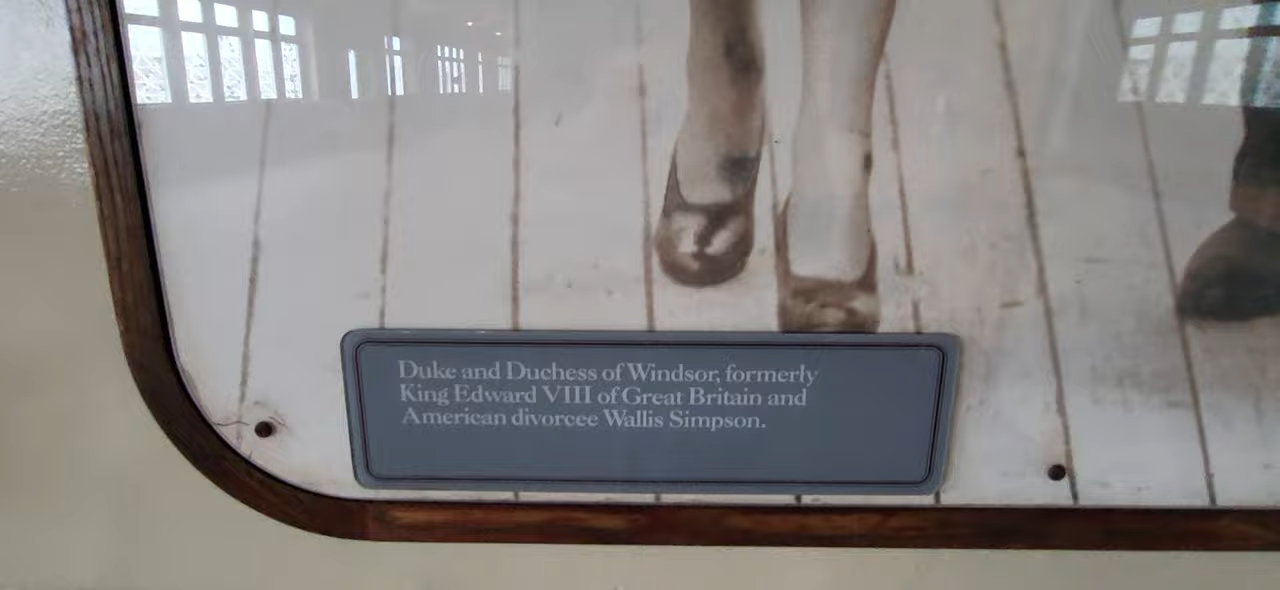 Duke and Duchess of Windsor, formerly
King Edward VIII of Great Britain and
American divorcee Wallis Simpson.